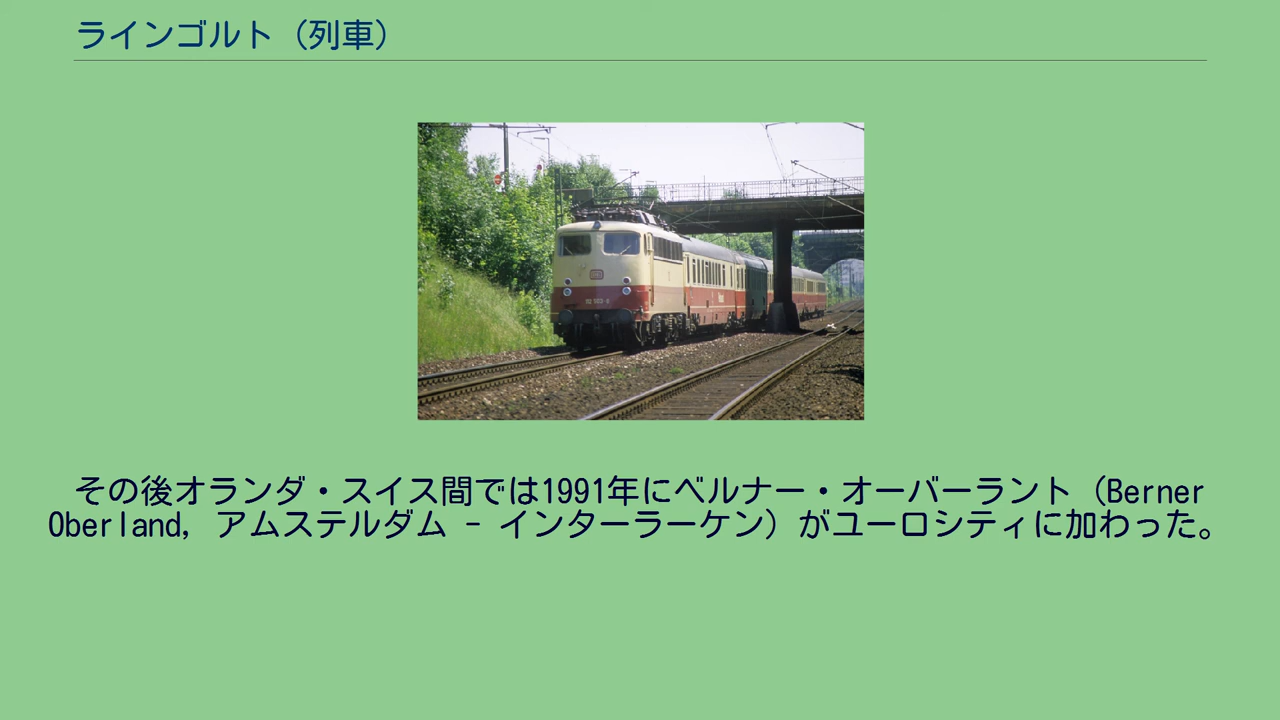 ラインゴルト（列車）
その後オランダ・スイス間では1991年にベルナー・オーバーラント（Berner
Oberland, アムステルダム - インターラーケン）がユーロシティに加わった。